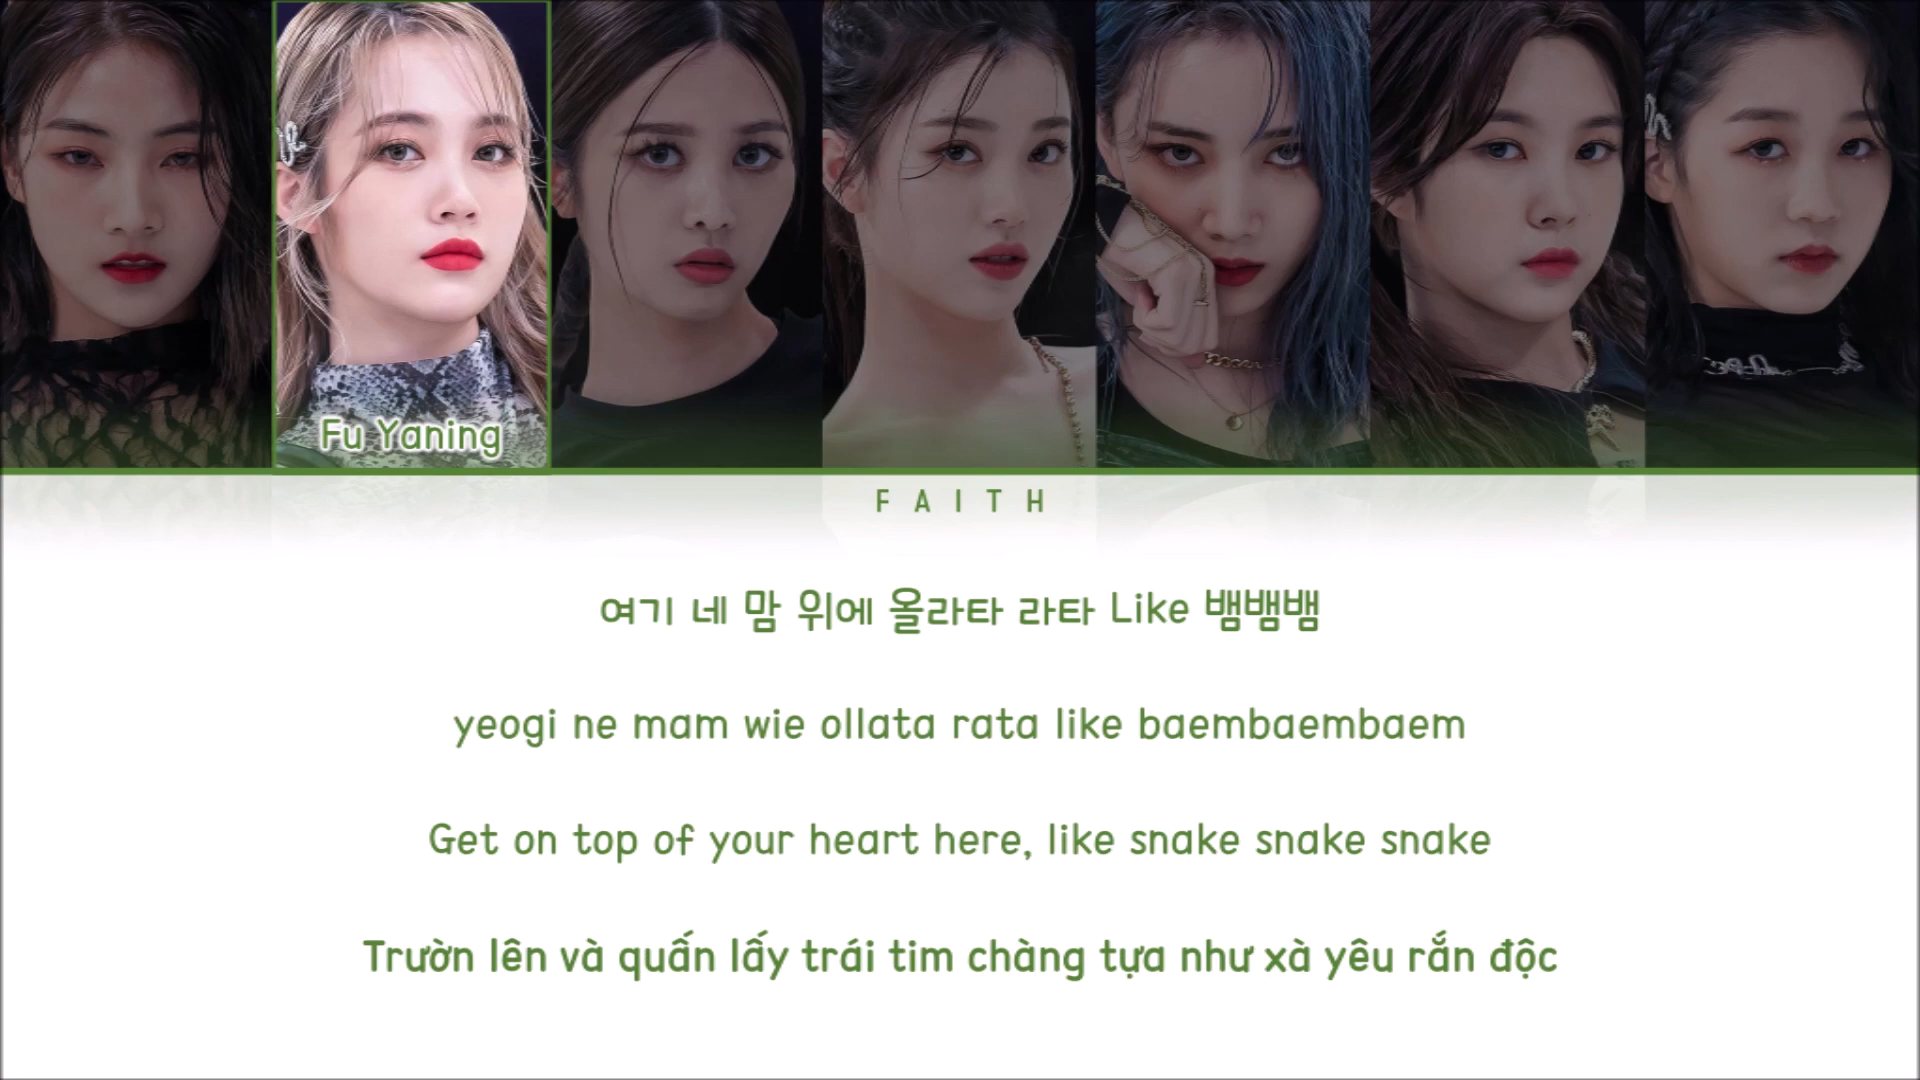 Fu Yaning
FAITH
여기 네 맘 위에 올라타 라타 Like 뱀뱀뱀
yeogi ne mam wie ollata rata like baembaembaem
Get on top of your heart here, like snake snake snake
Trườn lên và quấn lấy trái tim chàng tựa như xà yêu rắn độc